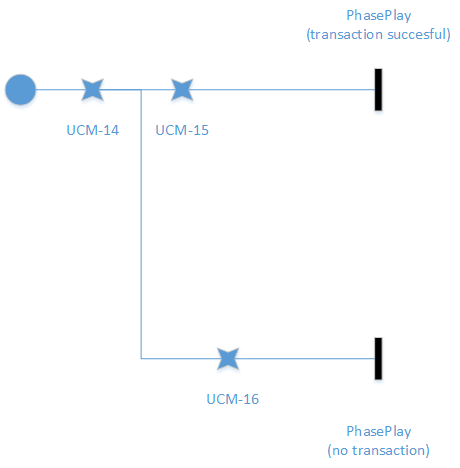 PhasePlay
(transaction succesful)
UCM-14
UCM-15
UCM-16
PhasePlay
(no transaction)